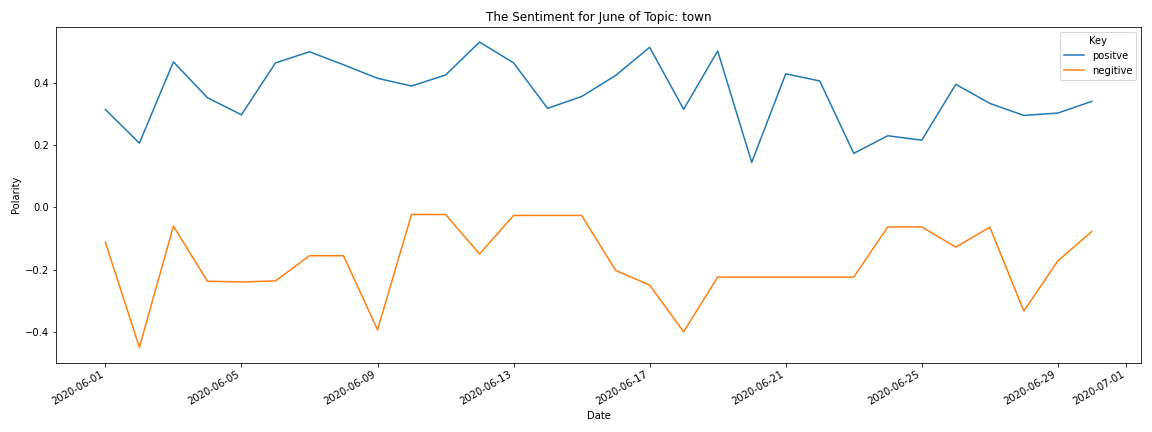 The Sentiment for June of Topic: town
Key
positve
negitive
Polarity
0.4
0.2
0.0
−0.2
−0.4
2020-06-01
2020-06-05
2020-06-09
2020-06-13
2020-06-17
2020-06-21
2020-06-25
2020-06-29
2020-07-01
Date